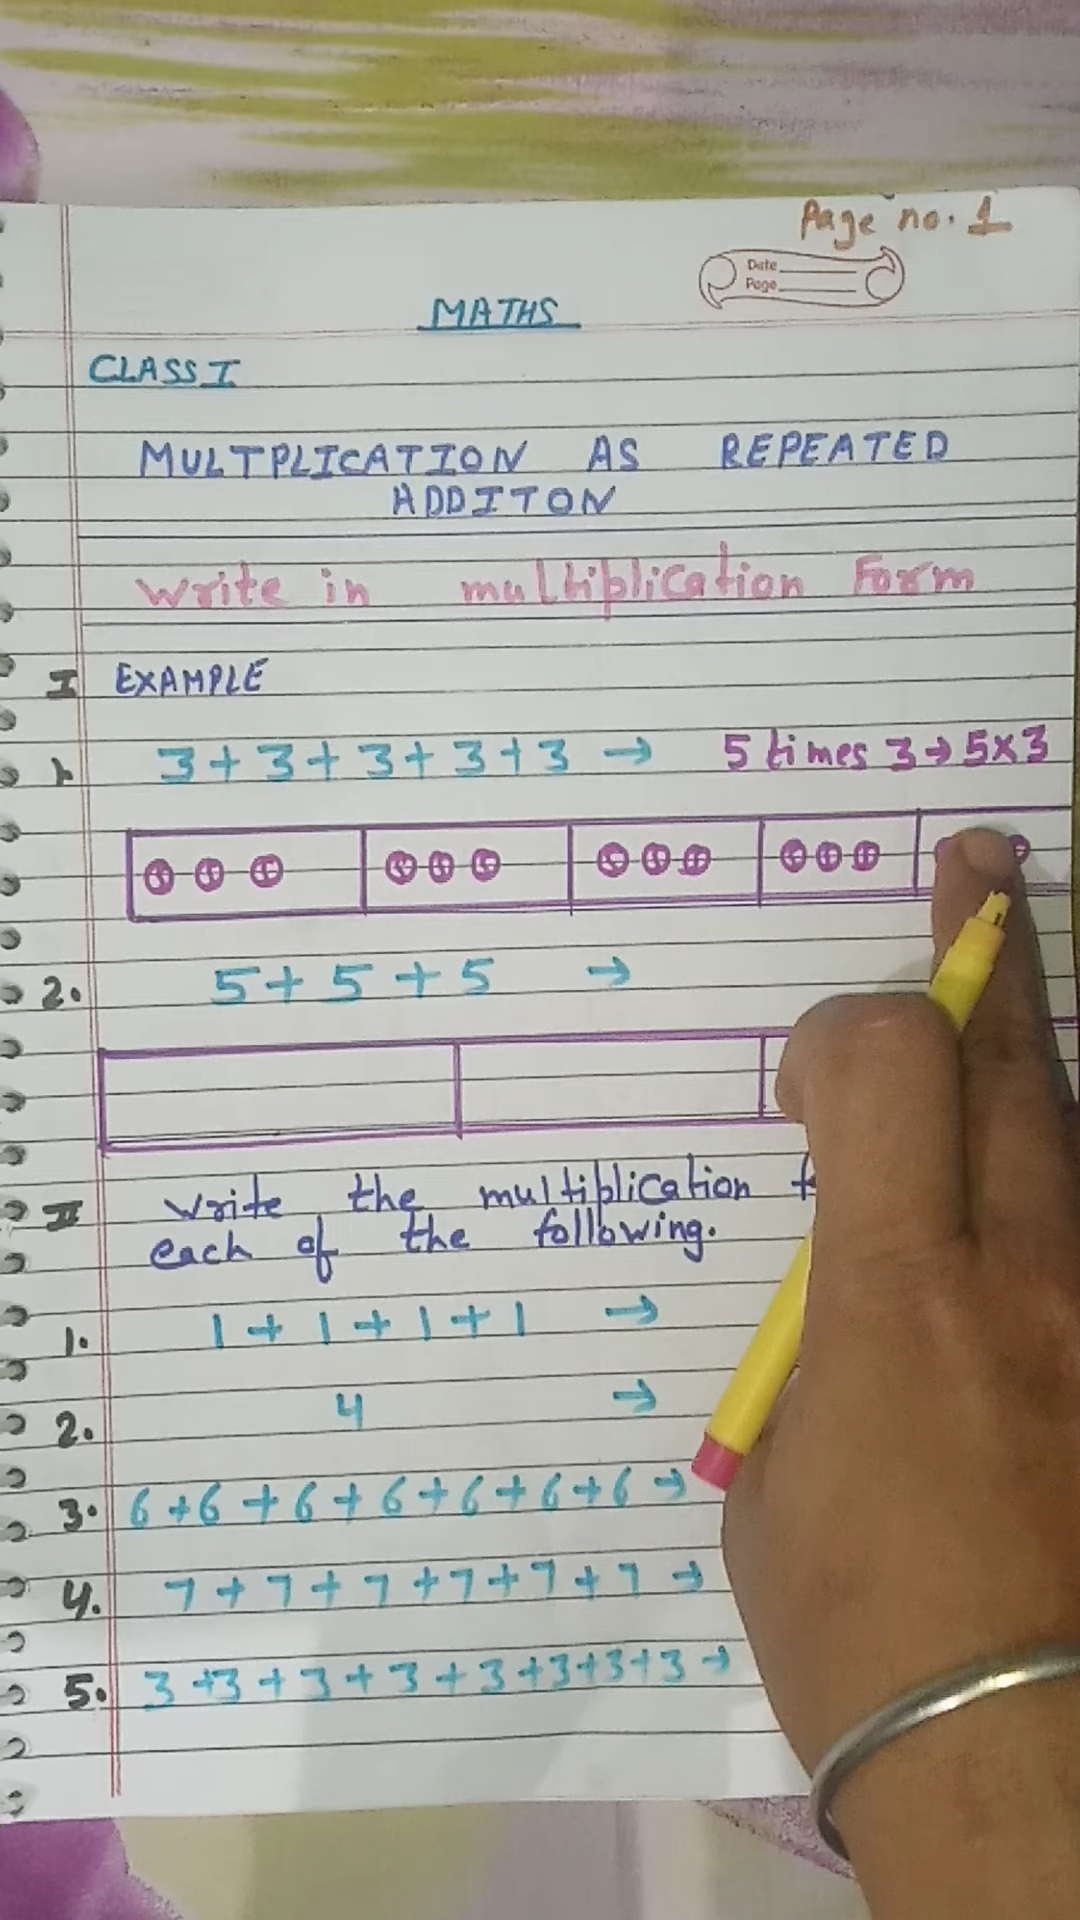 Page no. 1
Date
Page
MATHS
CLASS I
MULTPLICATION AS REPEATED
ADDITON
Write in multiplication Form
I EXAMPLE
1. 3+3+3+3+3 → 5 times 3 → 5×3
2. 5+5+5 →
II Write the multiplication
each of the following.
1. 1+1+1+1 →
2. 4 →
3. 6+6+6+6+6+6+6 →
4. 7+7+7+7+7+7 →
5. 3+3+3+3+3+3+3+3 →